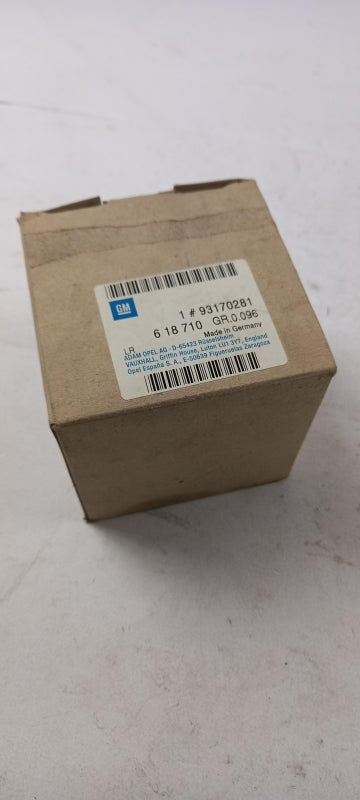 GM
1 # 93170281
6 18 710 GR.0.096
Made in Germany
LR
ADAM OPEL AG - D-65423 Rüsselsheim
VAUXHALL, Griffin House, Luton LU1 3YT, England
Opel España S. A., E-50639 Figueruelas Zaragoza